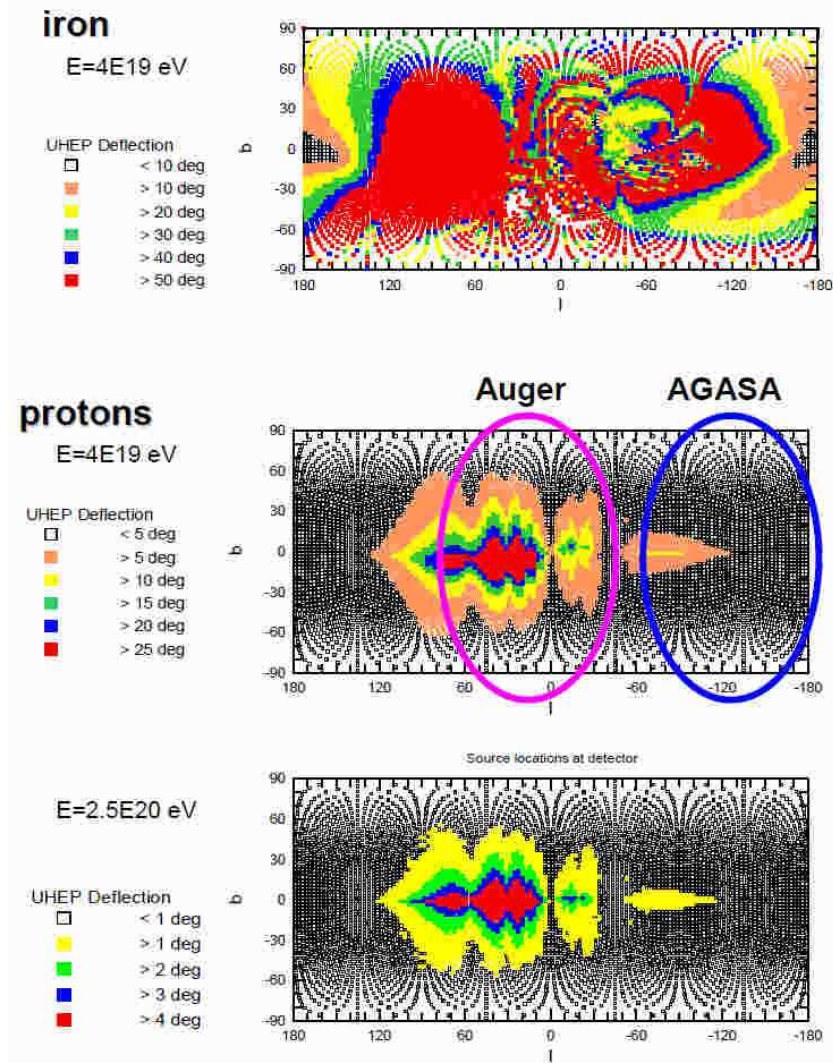 iron
E=4E19 eV
UHEP Deflection
< 10 deg
> 10 deg
> 20 deg
> 30 deg
> 40 deg
> 50 deg
90
60
30
0
-30
-60
-90
b
180
120
60
0
-60
-120
-180
l
Auger
AGASA
protons
E=4E19 eV
UHEP Deflection
< 5 deg
> 5 deg
> 10 deg
> 15 deg
> 20 deg
> 25 deg
90
60
30
0
-30
-60
-90
b
180
120
60
0
-60
-120
-180
l
Source locations at detector
E=2.5E20 eV
UHEP Deflection
< 1 deg
> 1 deg
> 2 deg
> 3 deg
> 4 deg
90
60
30
0
-30
-60
-90
b
180
120
60
0
-60
-120
-180
l